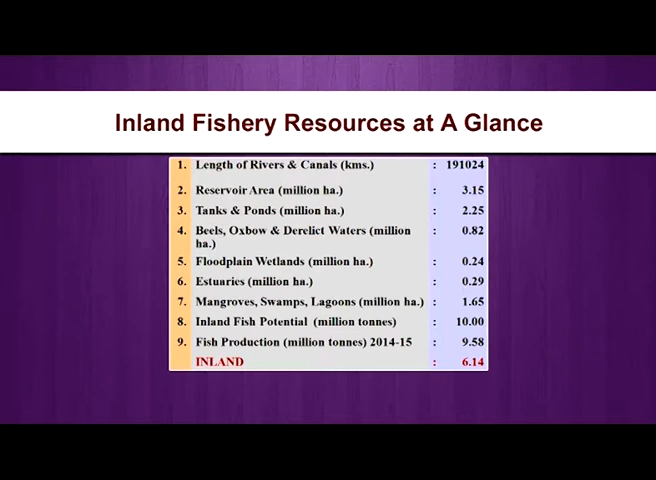 Inland Fishery Resources at A Glance
1. Length of Rivers & Canals (kms.) : 191024
2. Reservoir Area (million ha.) : 3.15
3. Tanks & Ponds (million ha.) : 2.25
4. Beels, Oxbow & Derelict Waters (million : 0.82
ha.)
5. Floodplain Wetlands (million ha.) : 0.24
6. Estuaries (million ha.) : 0.29
7. Mangroves, Swamps, Lagoons (million ha.) : 1.65
8. Inland Fish Potential (million tonnes) : 10.00
9. Fish Production (million tonnes) 2014-15 : 9.58
INLAND : 6.14